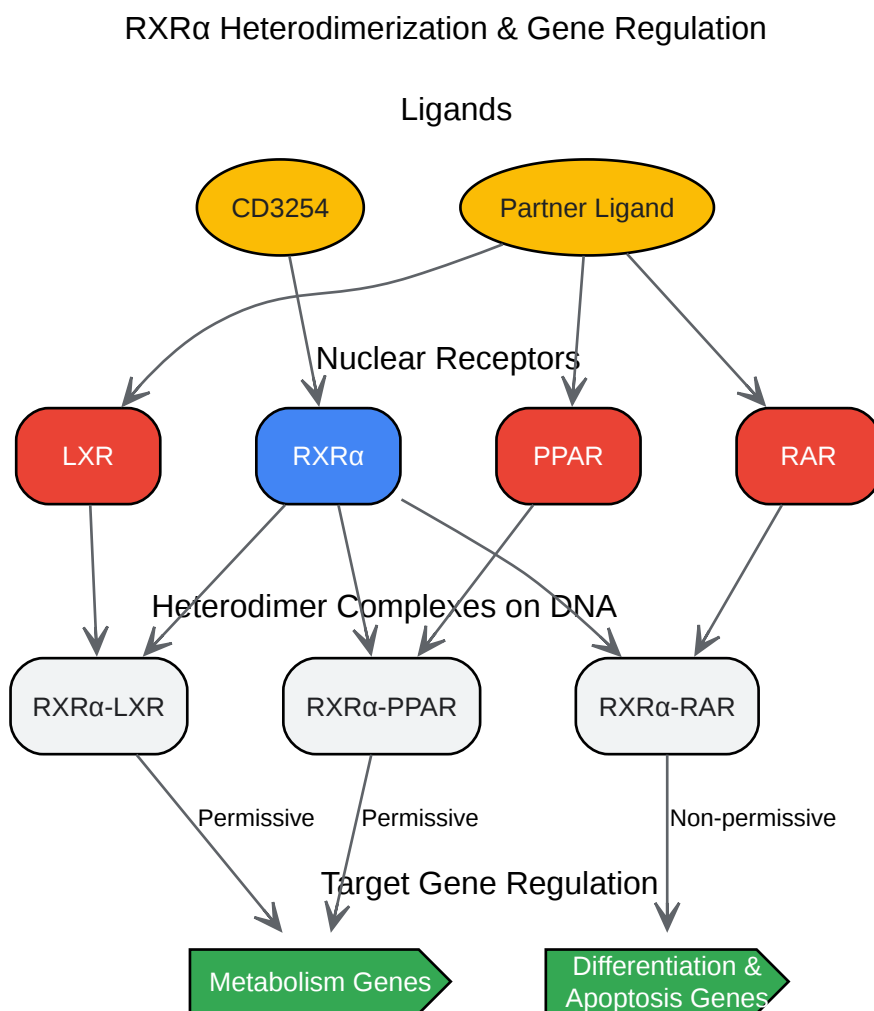 RXRα Heterodimerization & Gene Regulation
Ligands
CD3254
Partner Ligand
Nuclear Receptors
LXR
RXRα
PPAR
RAR
Heterodimer Complexes on DNA
RXRα-LXR
RXRα-PPAR
RXRα-RAR
Permissive
Permissive
Non-permissive
Target Gene Regulation
Metabolism Genes
Differentiation &
Apoptosis Genes